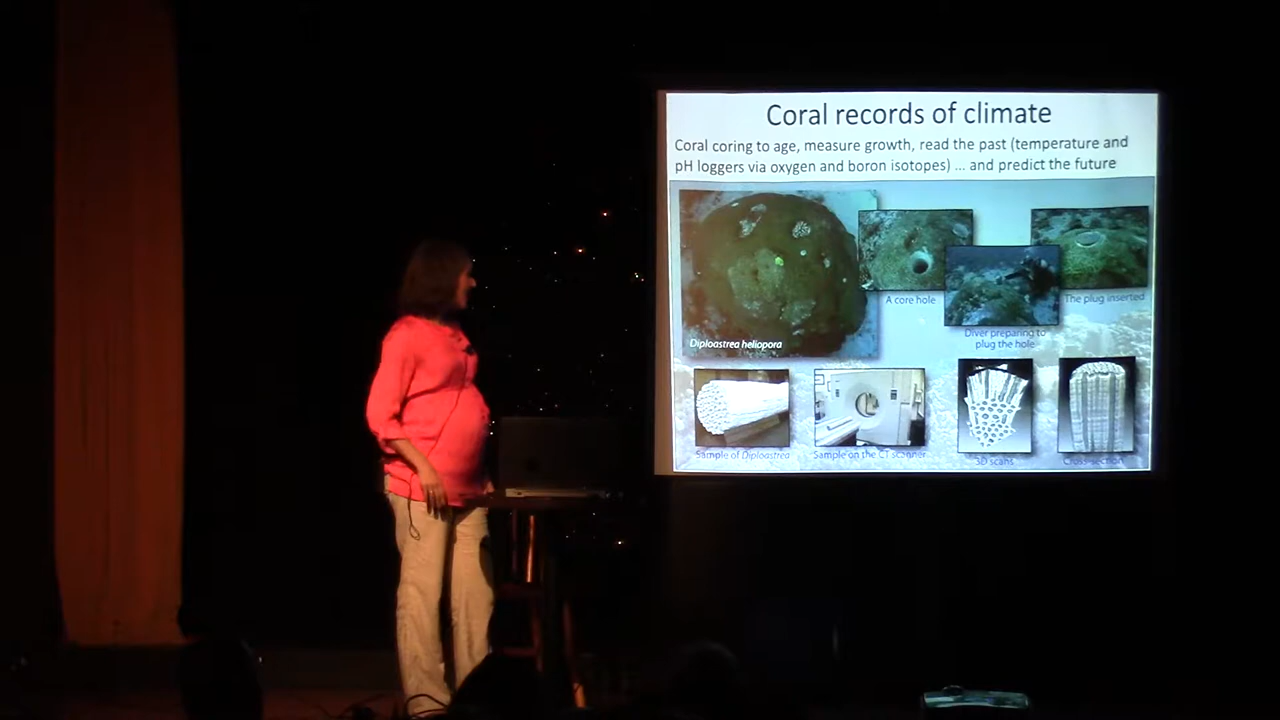 Coral records of climate
Coral coring to age, measure growth, read the past (temperature and
pH loggers via oxygen and boron isotopes) ... and predict the future
A core hole
The plug inserted
Diver preparing to
plug the hole
Diploastrea heliopora
Sample of Diploastrea
Sample on the CT scanner
3D scans
Cross-section